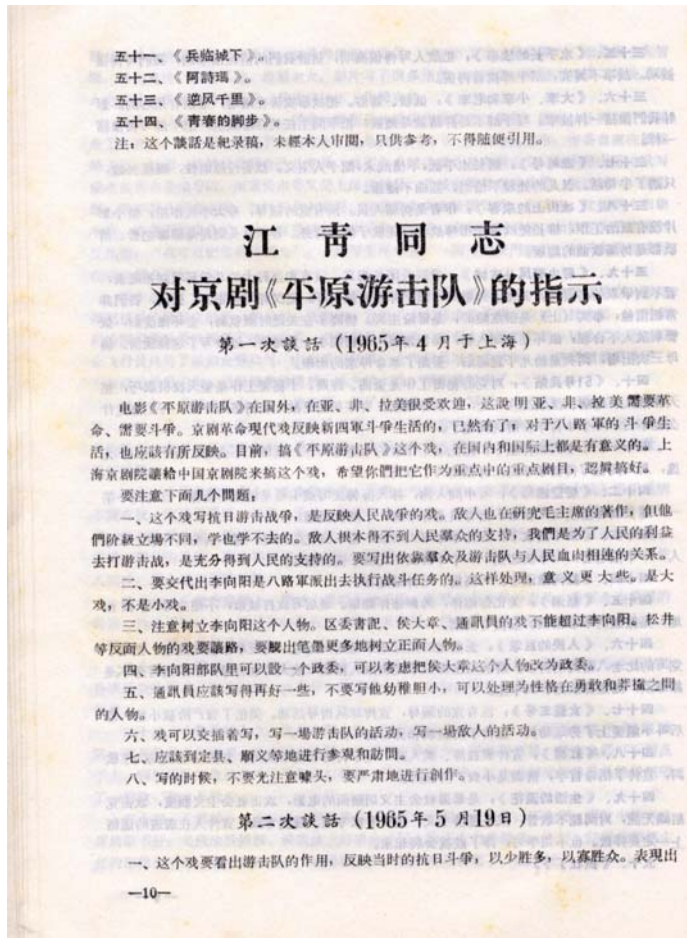 五十一、《兵临城下》。
五十二、《阿詩瑪》。
五十三、《逆风千里》。
五十四、《青春的脚步》。
注：这个談話是紀录稿，未經本人审閱，只供参考，不得随便引用。
江青同志
对京剧《平原游击队》的指示
第一次談話（1965年4月于上海）
电影《平原游击队》在国外，在亚、非、拉美很受欢迎，这說明亚、非、拉美需要革
命、需要斗爭。京剧革命現代戏反映新四軍斗爭生活的，已然有了，对于八路軍的斗爭生
活，也应該有所反映。目前，搞《平原游击队》这个戏，在国内和国际上都是有意义的。上
海京剧院讓給中国京剧院来搞这个戏，希望你們把它作为重点中的重点剧目，認眞搞好。
要注意下面几个問題：
一、这个戏写抗日游击战争，是反映人民战爭的戏。敌人也在研究毛主席的著作，但他
們阶級立場不同，学也学不去的。敌人根本得不到人民羣众的支持，我們是为了人民的利益
去打游击战，是充分得到人民的支持的。要写出依靠羣众及游击队与人民血肉相連的关系。
二、要交代出李向阳是八路軍派出去执行战斗任务的。这样处理，意义更大些。是大
戏，不是小戏。
三、注意树立李向阳这个人物。区委書記、侯大章、通訊員的戏不能超过李向阳。松井
等反面人物的戏要讓路，要騰出笔墨更多地树立正面人物。
四、李向阳部队里可以設一个政委，可以考虑把侯大章这个人物改为政委。
五、通訊員应該写得再好一些，不要写他幼稚胆小，可以处理为性格在勇敢和莽撞之間
的人物。
六、戏可以交插着写，写一場游击队的活动，写一場敌人的活动。
七、应該到定县、順义等地进行参观和訪問。
八、写的时候，不要光注意噱头，要严肃地进行創作。
第二次談話（1965年5月19日）
一、这个戏要看出游击队的作用，反映当时的抗日斗爭，以少胜多，以寡胜众。表現出
—10—